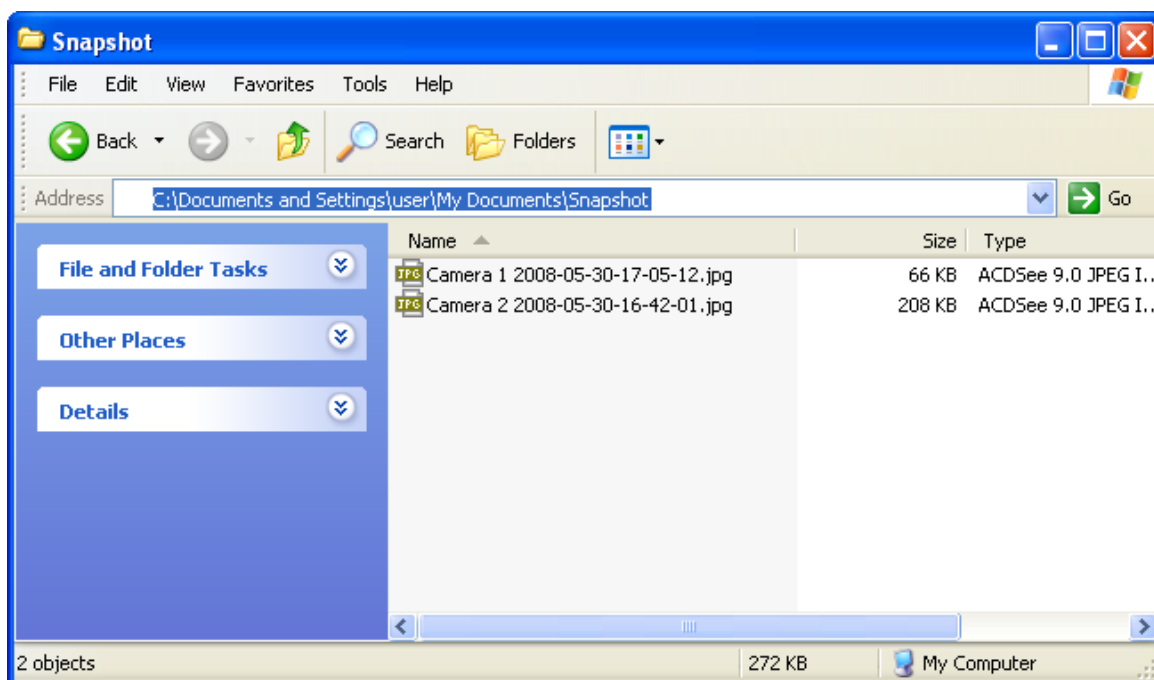 Snapshot
File Edit View Favorites Tools Help
Back Search Folders
Address C:\Documents and Settings\user\My Documents\Snapshot Go
Name Size Type
File and Folder Tasks
Other Places
Details
JPG Camera 1 2008-05-30-17-05-12.jpg 66 KB ACDSee 9.0 JPEG I..
JPG Camera 2 2008-05-30-16-42-01.jpg 208 KB ACDSee 9.0 JPEG I..
2 objects 272 KB My Computer